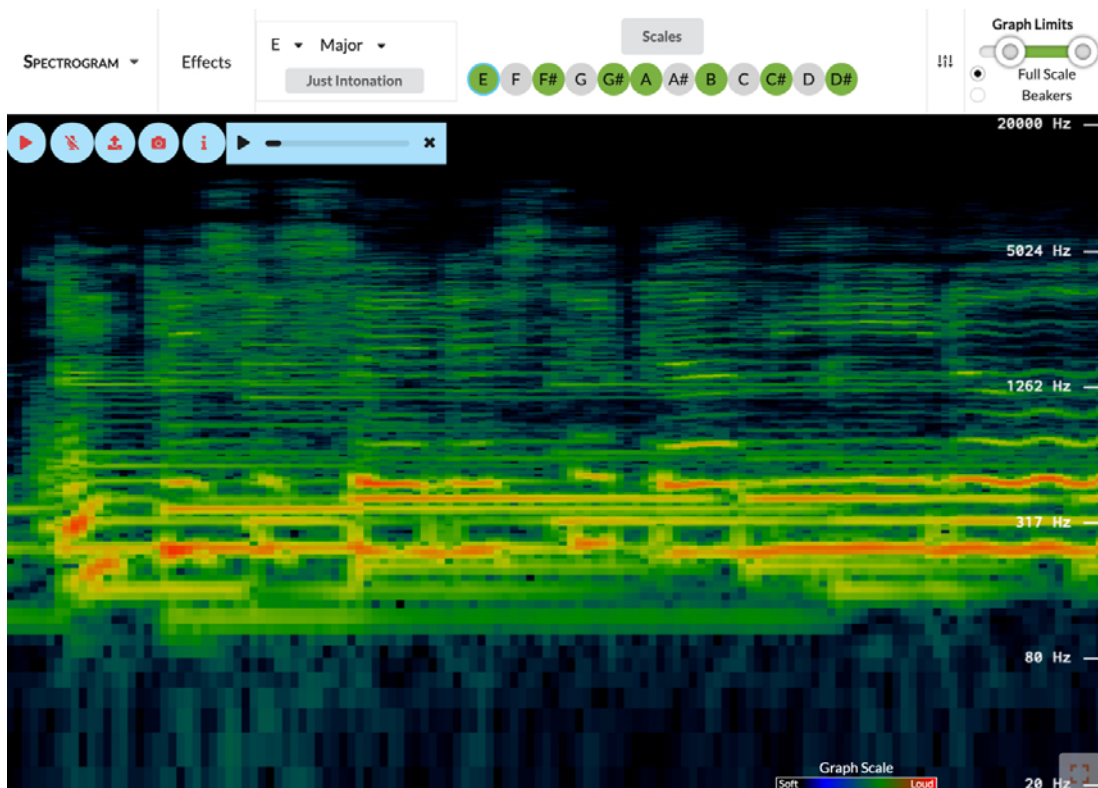 SPECTROGRAM
Effects
E Major
Just Intonation
Scales
E F F# G G# A A# B C C# D D#
Graph Limits
Full Scale
Beakers
20000 Hz
5024 Hz
1262 Hz
317 Hz
80 Hz
20 Hz
Graph Scale
Soft Loud